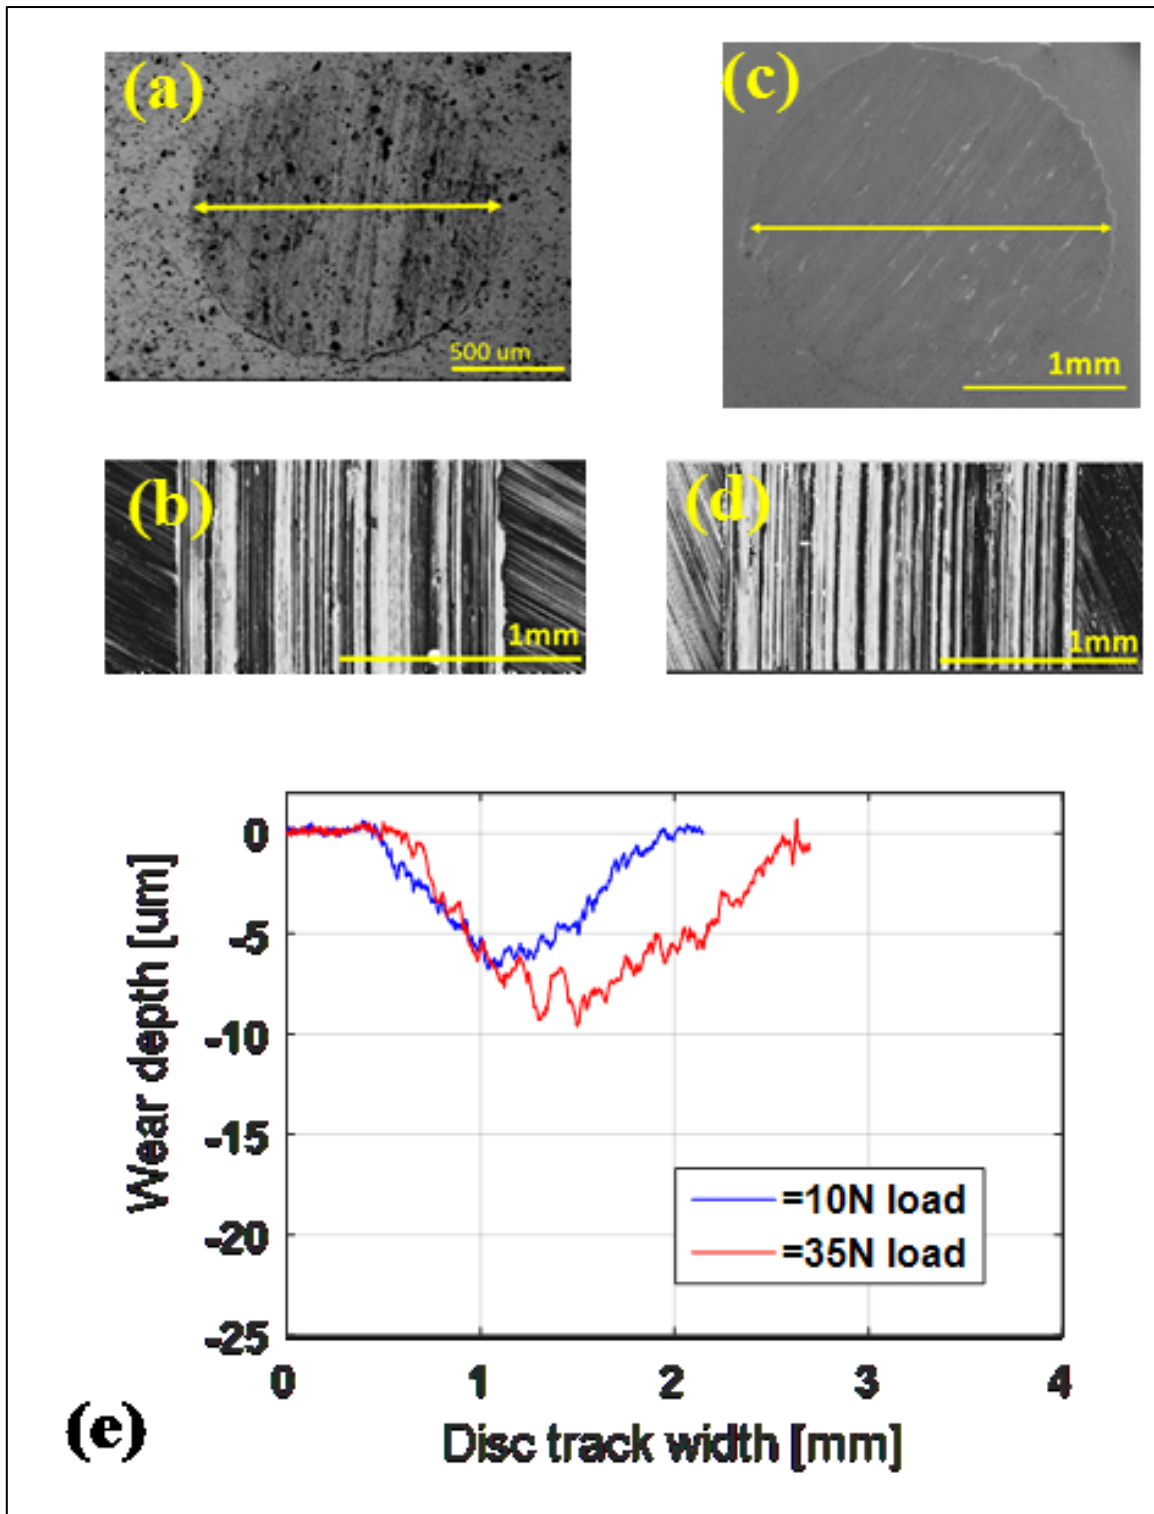 (a)
(c)
500 um
1mm
(b)
(d)
1mm
1mm
0
-5
-10
-15
-20
-25
Wear depth [um]
=10N load
=35N load
0 1 2 3 4
(e)
Disc track width [mm]